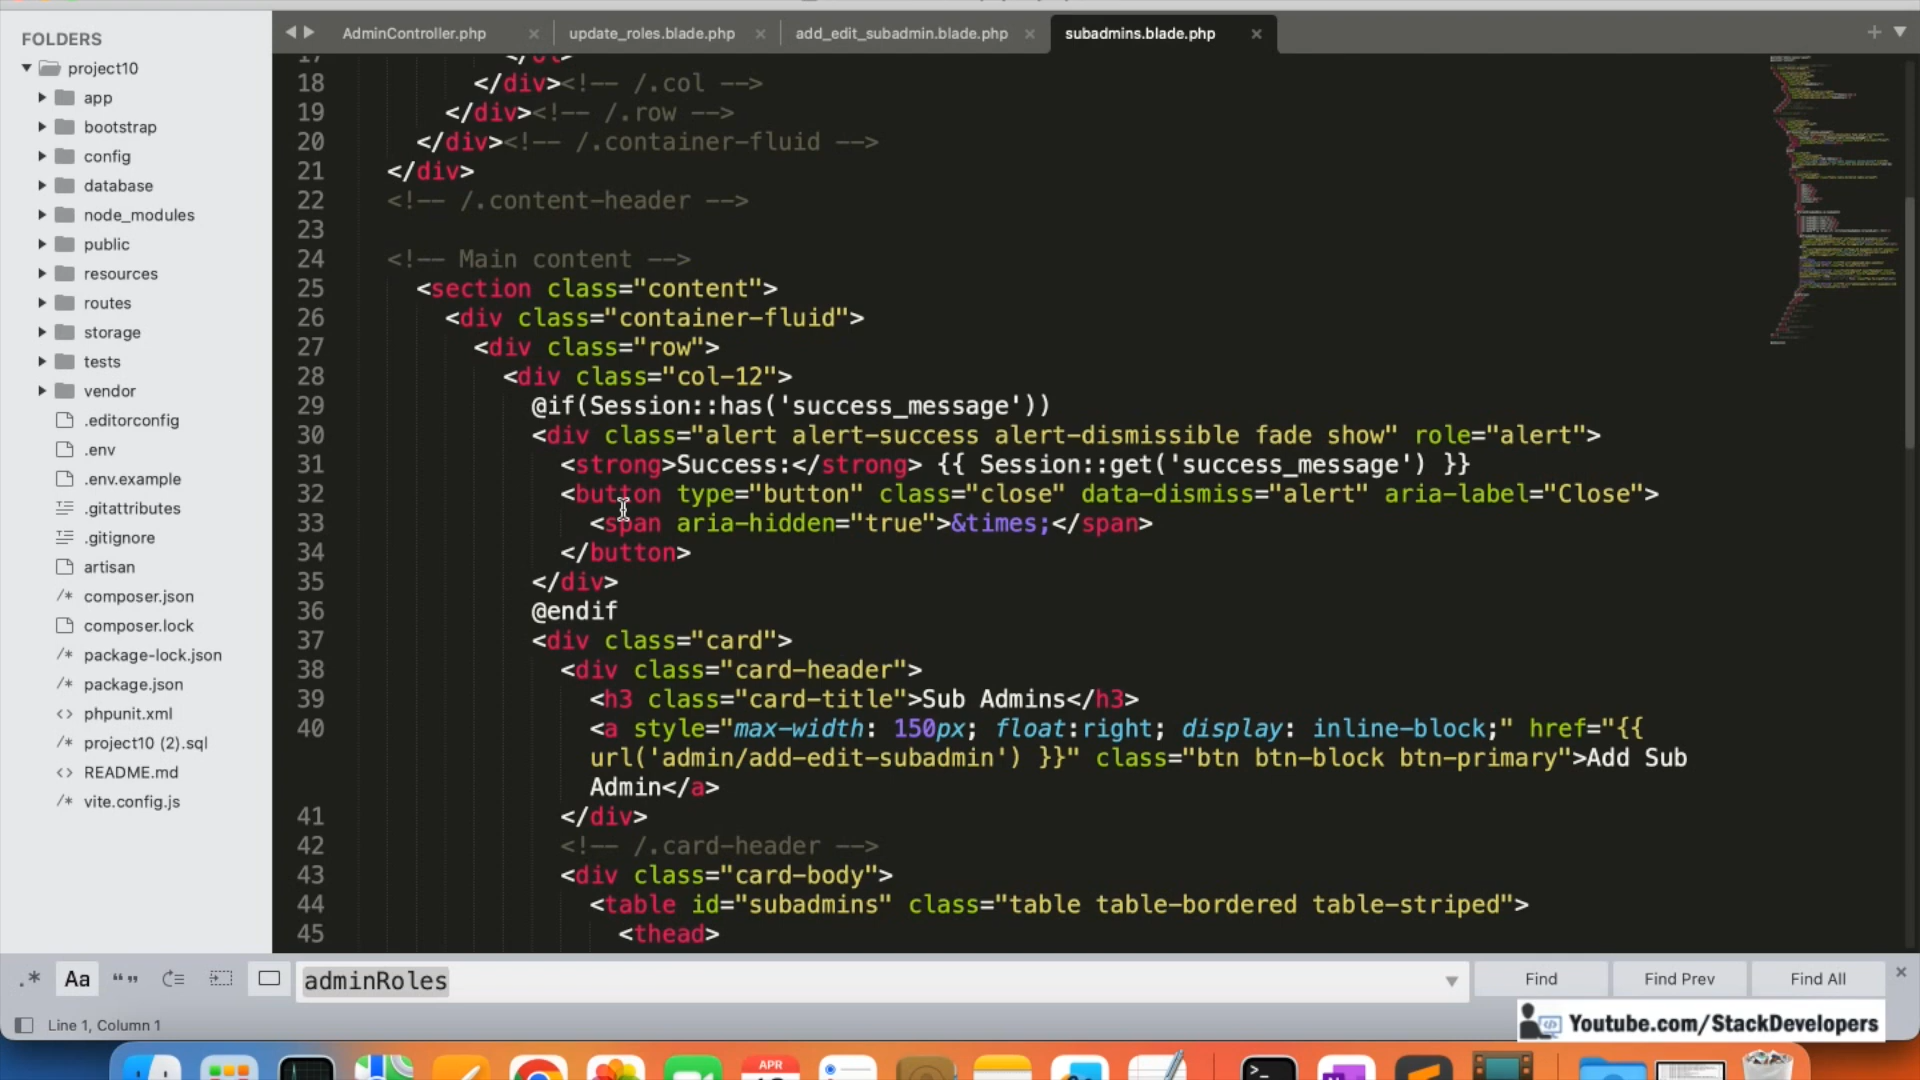 FOLDERS
project10
app
bootstrap
config
database
node_modules
public
resources
routes
storage
tests
vendor
.editorconfig
.env
.env.example
.gitattributes
.gitignore
artisan
composer.json
composer.lock
package-lock.json
package.json
phpunit.xml
project10 (2).sql
README.md
vite.config.js
AdminController.php × update_roles.blade.php × add_edit_subadmin.blade.php × subadmins.blade.php ×
17 </ol>
18 </div><!-- /.col -->
19 </div><!-- /.row -->
20 </div><!-- /.container-fluid -->
21 </div>
22 <!-- /.content-header -->
23
24 <!-- Main content -->
25 <section class="content">
26 <div class="container-fluid">
27 <div class="row">
28 <div class="col-12">
29 @if(Session::has('success_message'))
30 <div class="alert alert-success alert-dismissible fade show" role="alert">
31 <strong>Success:</strong> {{ Session::get('success_message') }}
32 <button type="button" class="close" data-dismiss="alert" aria-label="Close">
33 <span aria-hidden="true">&times;</span>
34 </button>
35 </div>
36 @endif
37 <div class="card">
38 <div class="card-header">
39 <h3 class="card-title">Sub Admins</h3>
40 <a style="max-width: 150px; float:right; display: inline-block;" href="{{
url('admin/add-edit-subadmin') }}" class="btn btn-block btn-primary">Add Sub
Admin</a>
41 </div>
42 <!-- /.card-header -->
43 <div class="card-body">
44 <table id="subadmins" class="table table-bordered table-striped">
45 <thead>
.* Aa “” adminRoles Find Find Prev Find All ×
Line 1, Column 1
Youtube.com/StackDevelopers
APR